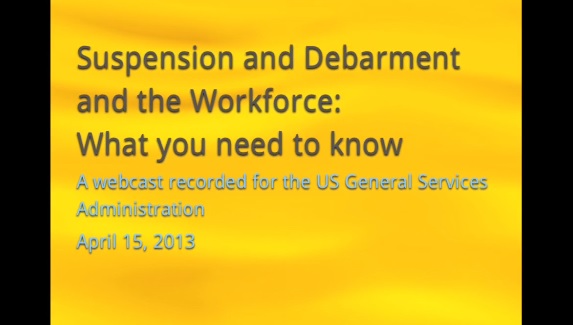 Suspension and Debarment
and the Workforce:
What you need to know
A webcast recorded for the US General Services
Administration
April 15, 2013